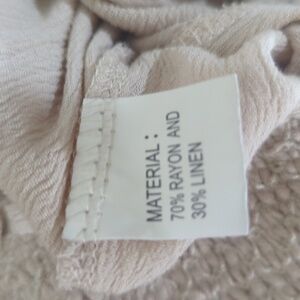 MATERIAL:
70% RAYON AND
30% LINEN